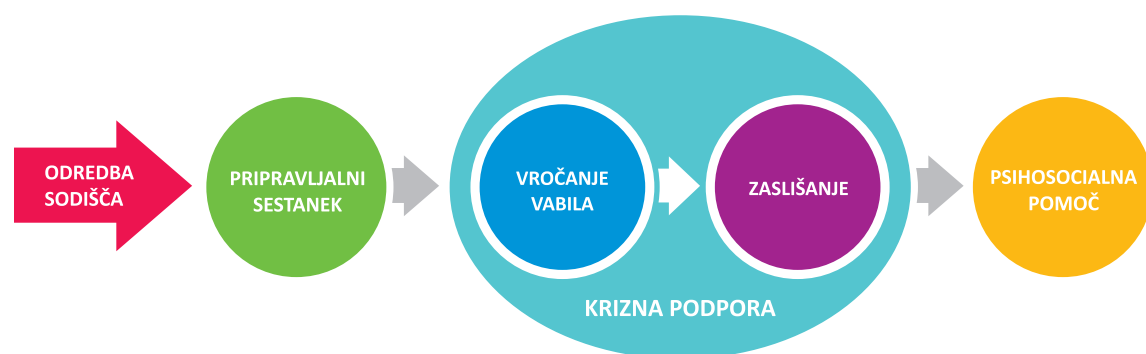 ODREDBA
SODIŠČA
PRIPRAVLJALNI
SESTANEK
VROČANJE
VABILA
ZASLIŠANJE
PSIHOSOCIALNA
POMOČ
KRIZNA PODPORA